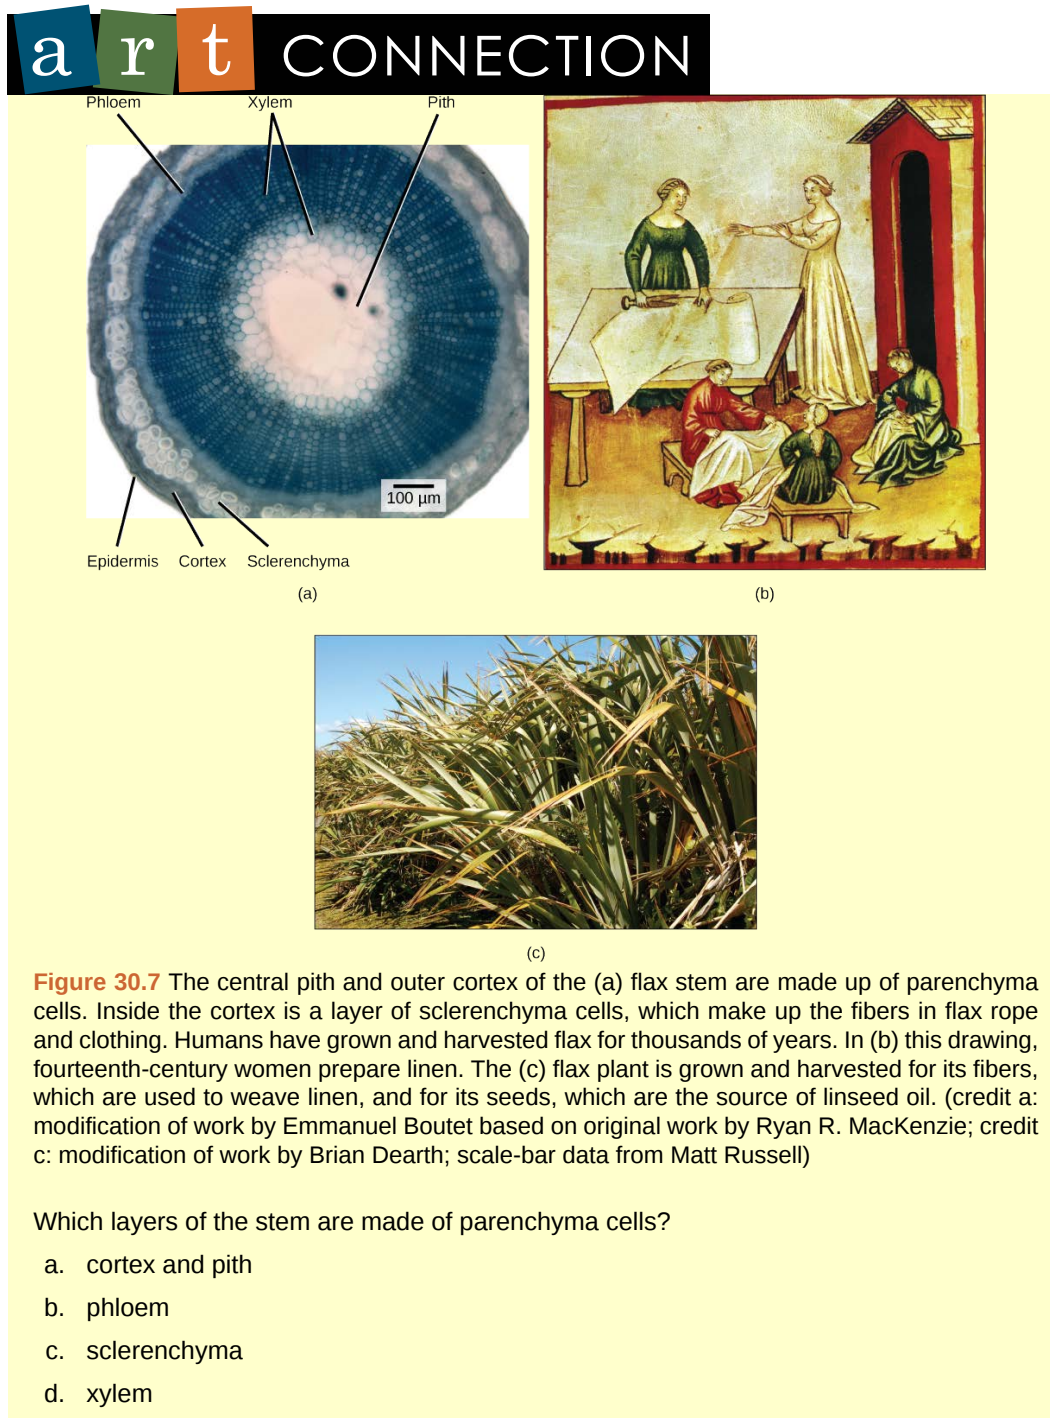 art CONNECTION
Phloem Xylem Pith
100 µm
Epidermis Cortex Sclerenchyma
(a)
(b)
(c)
Figure 30.7 The central pith and outer cortex of the (a) flax stem are made up of parenchyma
cells. Inside the cortex is a layer of sclerenchyma cells, which make up the fibers in flax rope
and clothing. Humans have grown and harvested flax for thousands of years. In (b) this drawing,
fourteenth-century women prepare linen. The (c) flax plant is grown and harvested for its fibers,
which are used to weave linen, and for its seeds, which are the source of linseed oil. (credit a:
modification of work by Emmanuel Boutet based on original work by Ryan R. MacKenzie; credit
c: modification of work by Brian Dearth; scale-bar data from Matt Russell)
Which layers of the stem are made of parenchyma cells?
a. cortex and pith
b. phloem
c. sclerenchyma
d. xylem